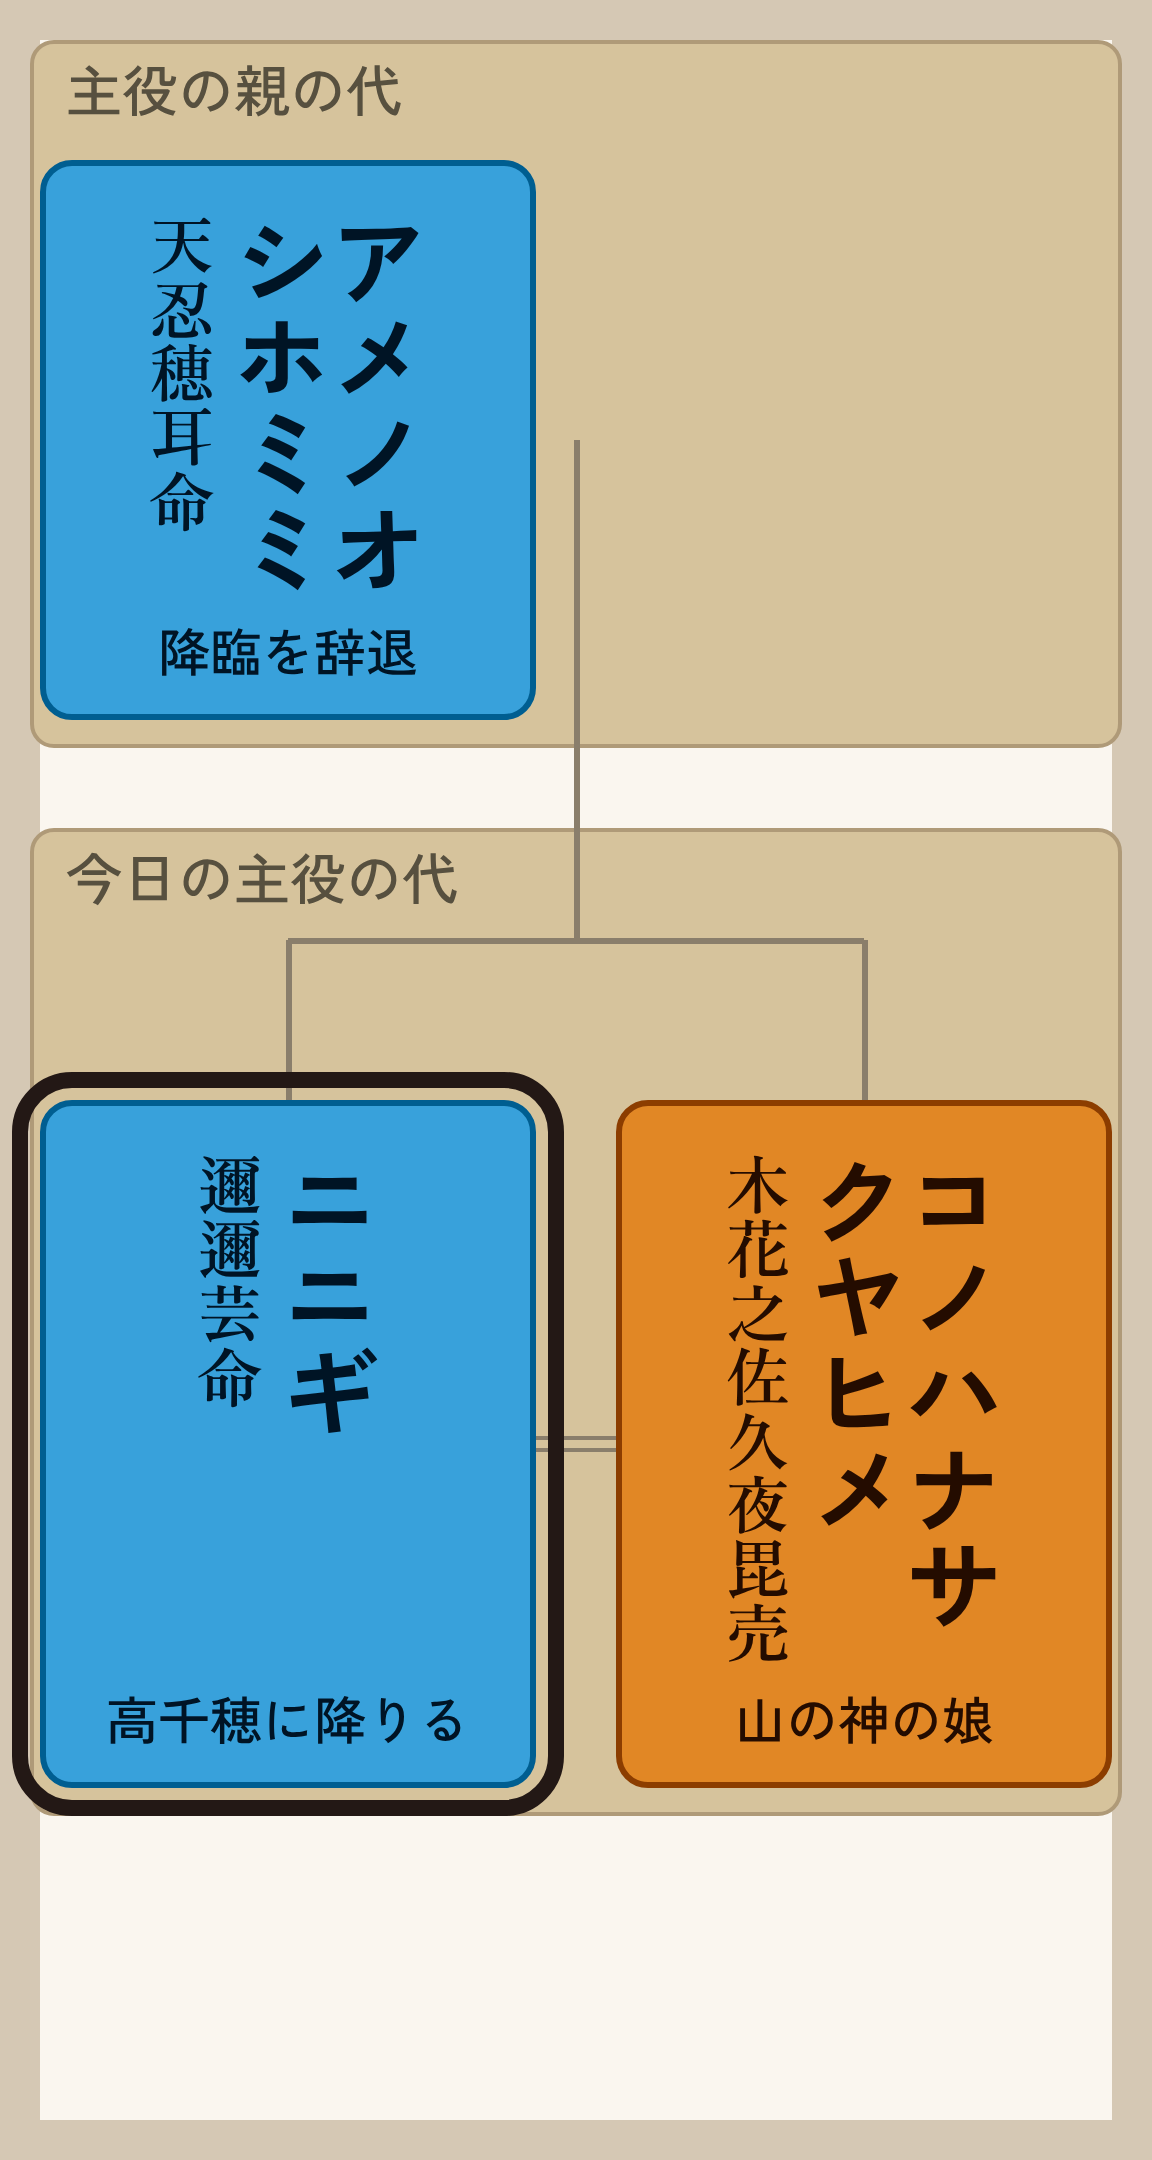 主役の親の代
アメノオ
シホミミ
天忍穂耳命
降臨を辞退
今日の主役の代
ニニギ
邇邇芸命
高千穂に降りる
コノハナサ
クヤヒメ
木花之佐久夜毘売
山の神の娘